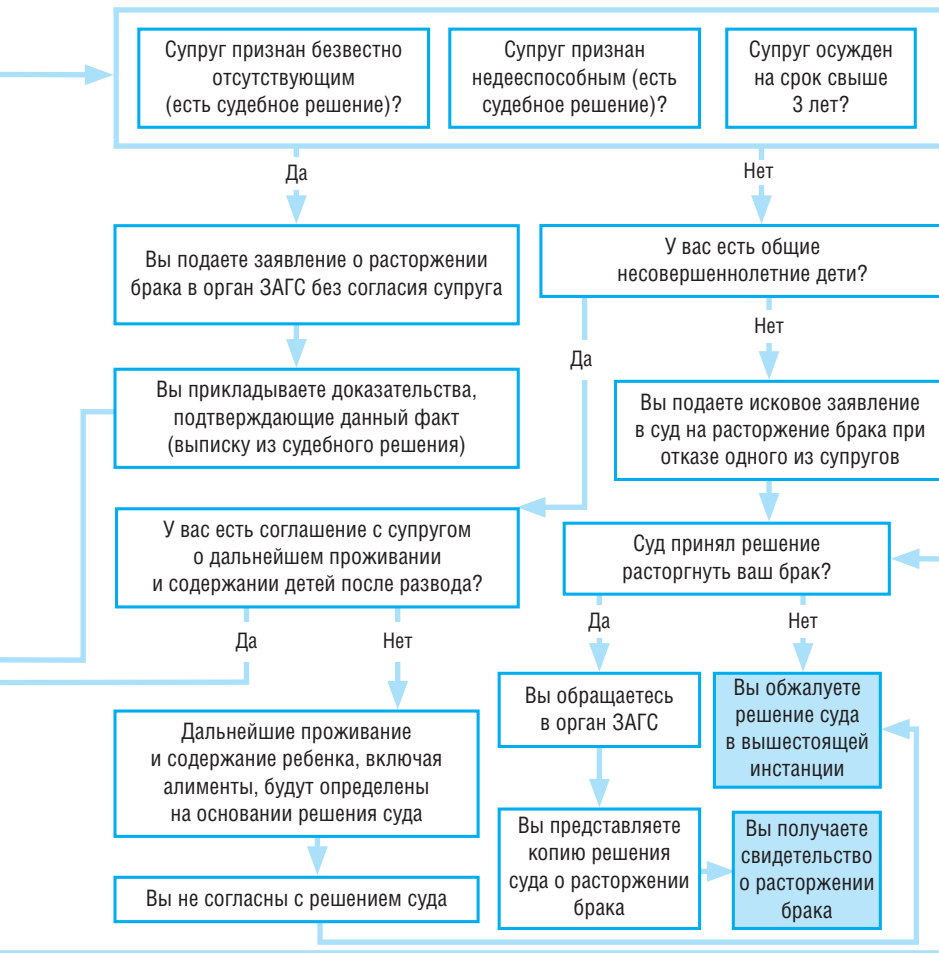 Супруг признан безвестно
отсутствующим
(есть судебное решение)?
Супруг признан
недееспособным (есть
судебное решение)?
Супруг осужден
на срок свыше
3 лет?
Да
Нет
Вы подаете заявление о расторжении
брака в орган ЗАГС без согласия супруга
У вас есть общие
несовершеннолетние дети?
Да
Нет
Вы прикладываете доказательства,
подтверждающие данный факт
(выписку из судебного решения)
Вы подаете исковое заявление
в суд на расторжение брака при
отказе одного из супругов
У вас есть соглашение с супругом
о дальнейшем проживании
и содержании детей после развода?
Суд принял решение
расторгнуть ваш брак?
Да
Нет
Да
Нет
Дальнейшие проживание
и содержание ребенка, включая
алименты, будут определены
на основании решения суда
Вы обращаетесь
в орган ЗАГС
Вы обжалуете
решение суда
в вышестоящей
инстанции
Вы не согласны с решением суда
Вы представляете
копию решения
суда о расторжении
брака
Вы получаете
свидетельство
о расторжении
брака